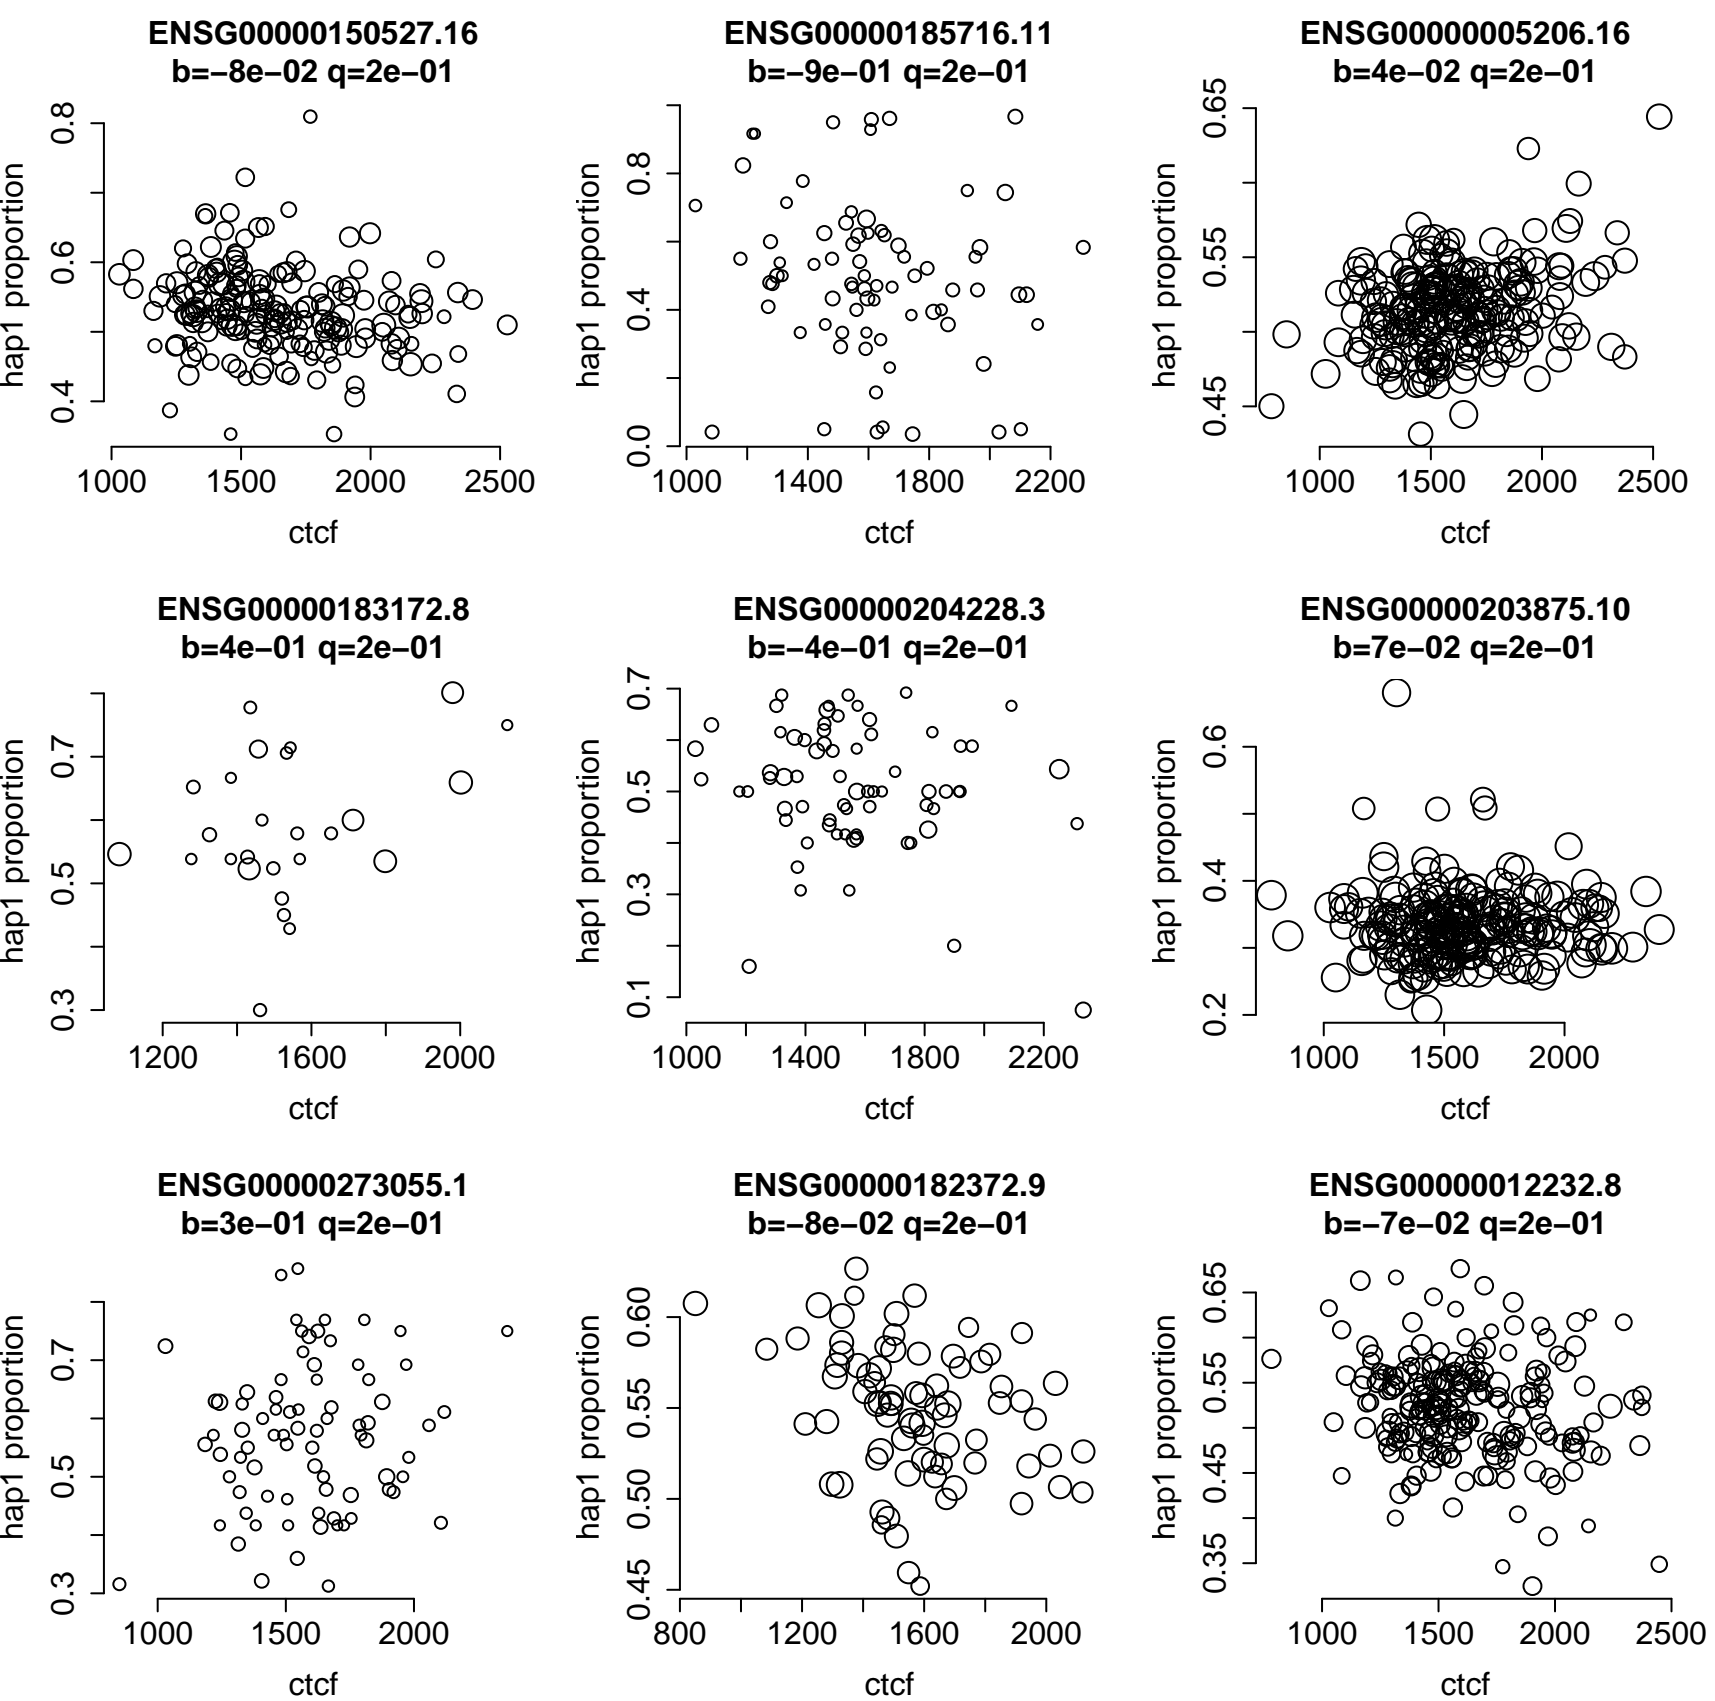 ENSG00000150527.16
b=−8e−02 q=2e−01
hap1 proportion
0.4 0.6 0.8
1000 1500 2000 2500
ctcf
ENSG00000185716.11
b=−9e−01 q=2e−01
hap1 proportion
0.0 0.4 0.8
1000 1400 1800 2200
ctcf
ENSG00000005206.16
b=4e−02 q=2e−01
hap1 proportion
0.45 0.55 0.65
1000 1500 2000 2500
ctcf
ENSG00000183172.8
b=4e−01 q=2e−01
hap1 proportion
0.3 0.5 0.7
1200 1600 2000
ctcf
ENSG00000204228.3
b=−4e−01 q=2e−01
hap1 proportion
0.1 0.3 0.5 0.7
1000 1400 1800 2200
ctcf
ENSG00000203875.10
b=7e−02 q=2e−01
hap1 proportion
0.2 0.4 0.6
1000 1500 2000
ctcf
ENSG00000273055.1
b=3e−01 q=2e−01
hap1 proportion
0.3 0.5 0.7
1000 1500 2000
ctcf
ENSG00000182372.9
b=−8e−02 q=2e−01
hap1 proportion
0.45 0.50 0.55 0.60
800 1200 1600 2000
ctcf
ENSG00000012232.8
b=−7e−02 q=2e−01
hap1 proportion
0.35 0.45 0.55 0.65
1000 1500 2000 2500
ctcf